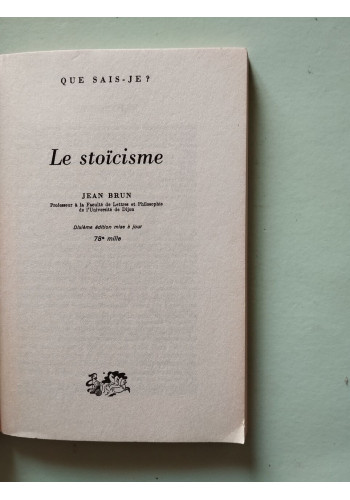 QUE SAIS-JE ?
Le stoïcisme
JEAN BRUN
Professeur à la Faculté de Lettres et Philosophie
de l'Université de Dijon
Dixième édition mise à jour
78e mille